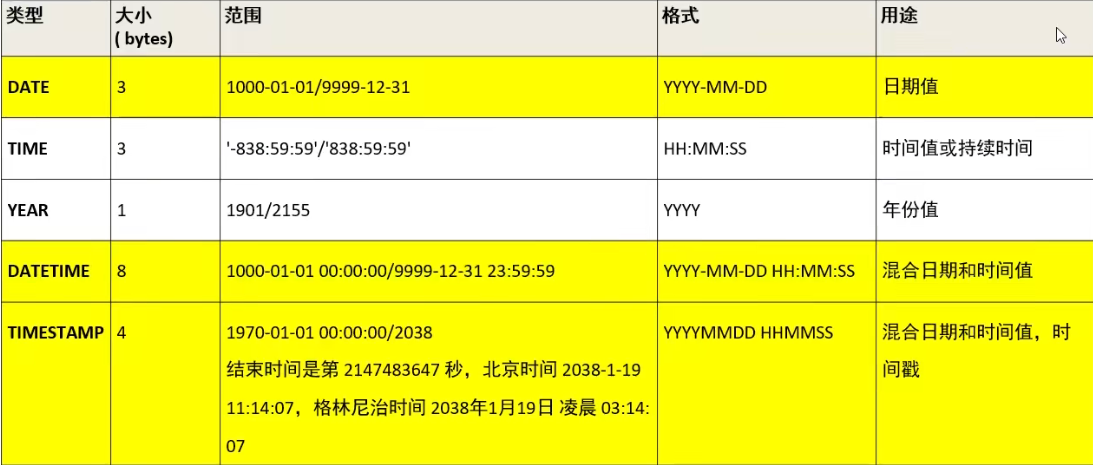 类型 大小 范围 格式 用途
( bytes)
DATE 3 1000-01-01/9999-12-31 YYYY-MM-DD 日期值
TIME 3 '-838:59:59'/'838:59:59' HH:MM:SS 时间值或持续时间
YEAR 1 1901/2155 YYYY 年份值
DATETIME 8 1000-01-01 00:00:00/9999-12-31 23:59:59 YYYY-MM-DD HH:MM:SS 混合日期和时间值
TIMESTAMP 4 1970-01-01 00:00:00/2038 YYYYMMDD HHMMSS 混合日期和时间值，时
结束时间是第 2147483647 秒，北京时间 2038-1-19 间戳
11:14:07，格林尼治时间 2038年1月19日 凌晨 03:14:
07